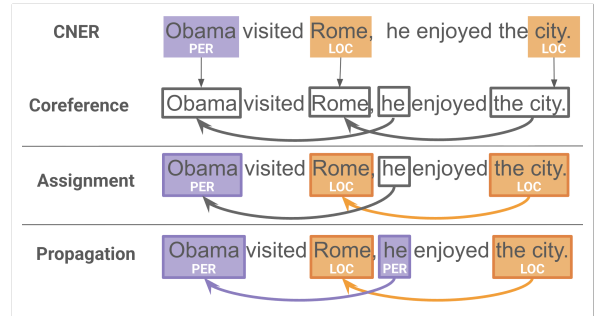 CNER Obama visited Rome, he enjoyed the city.
PER LOC LOC
Coreference Obama visited Rome, he enjoyed the city.
Assignment Obama visited Rome, he enjoyed the city.
PER LOC LOC
Propagation Obama visited Rome, he enjoyed the city.
PER LOC PER LOC